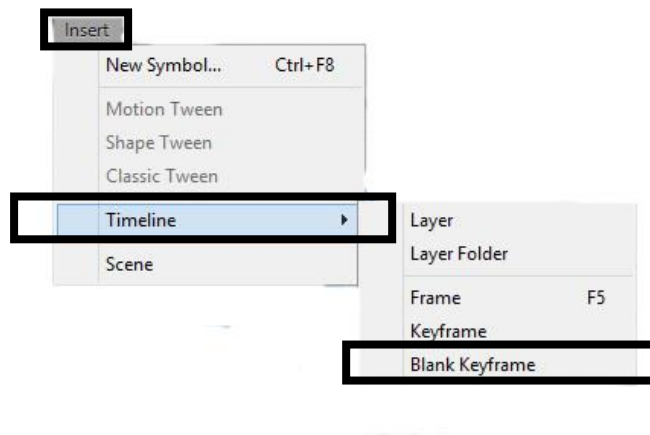 Insert
New Symbol... Ctrl+F8
Motion Tween
Shape Tween
Classic Tween
Timeline
Scene
Layer
Layer Folder
Frame F5
Keyframe
Blank Keyframe